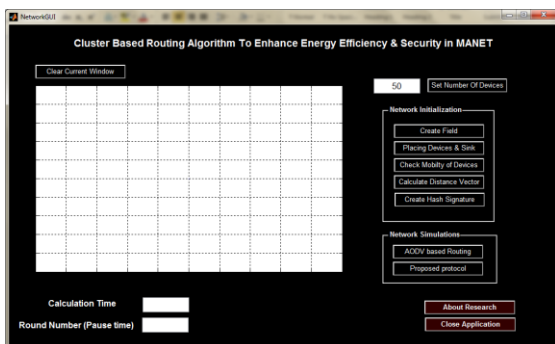 NetworkGUI
Cluster Based Routing Algorithm To Enhance Energy Efficiency & Security in MANET
Clear Current Window
50
Set Number Of Devices
Network Initialization
Create Field
Placing Devices & Sink
Check Mobilty of Devices
Calculate Distance Vector
Create Hash Signature
Network Simulations
AODV based Routing
Proposed protocol
Calculation Time
Round Number (Pause time)
About Research
Close Application